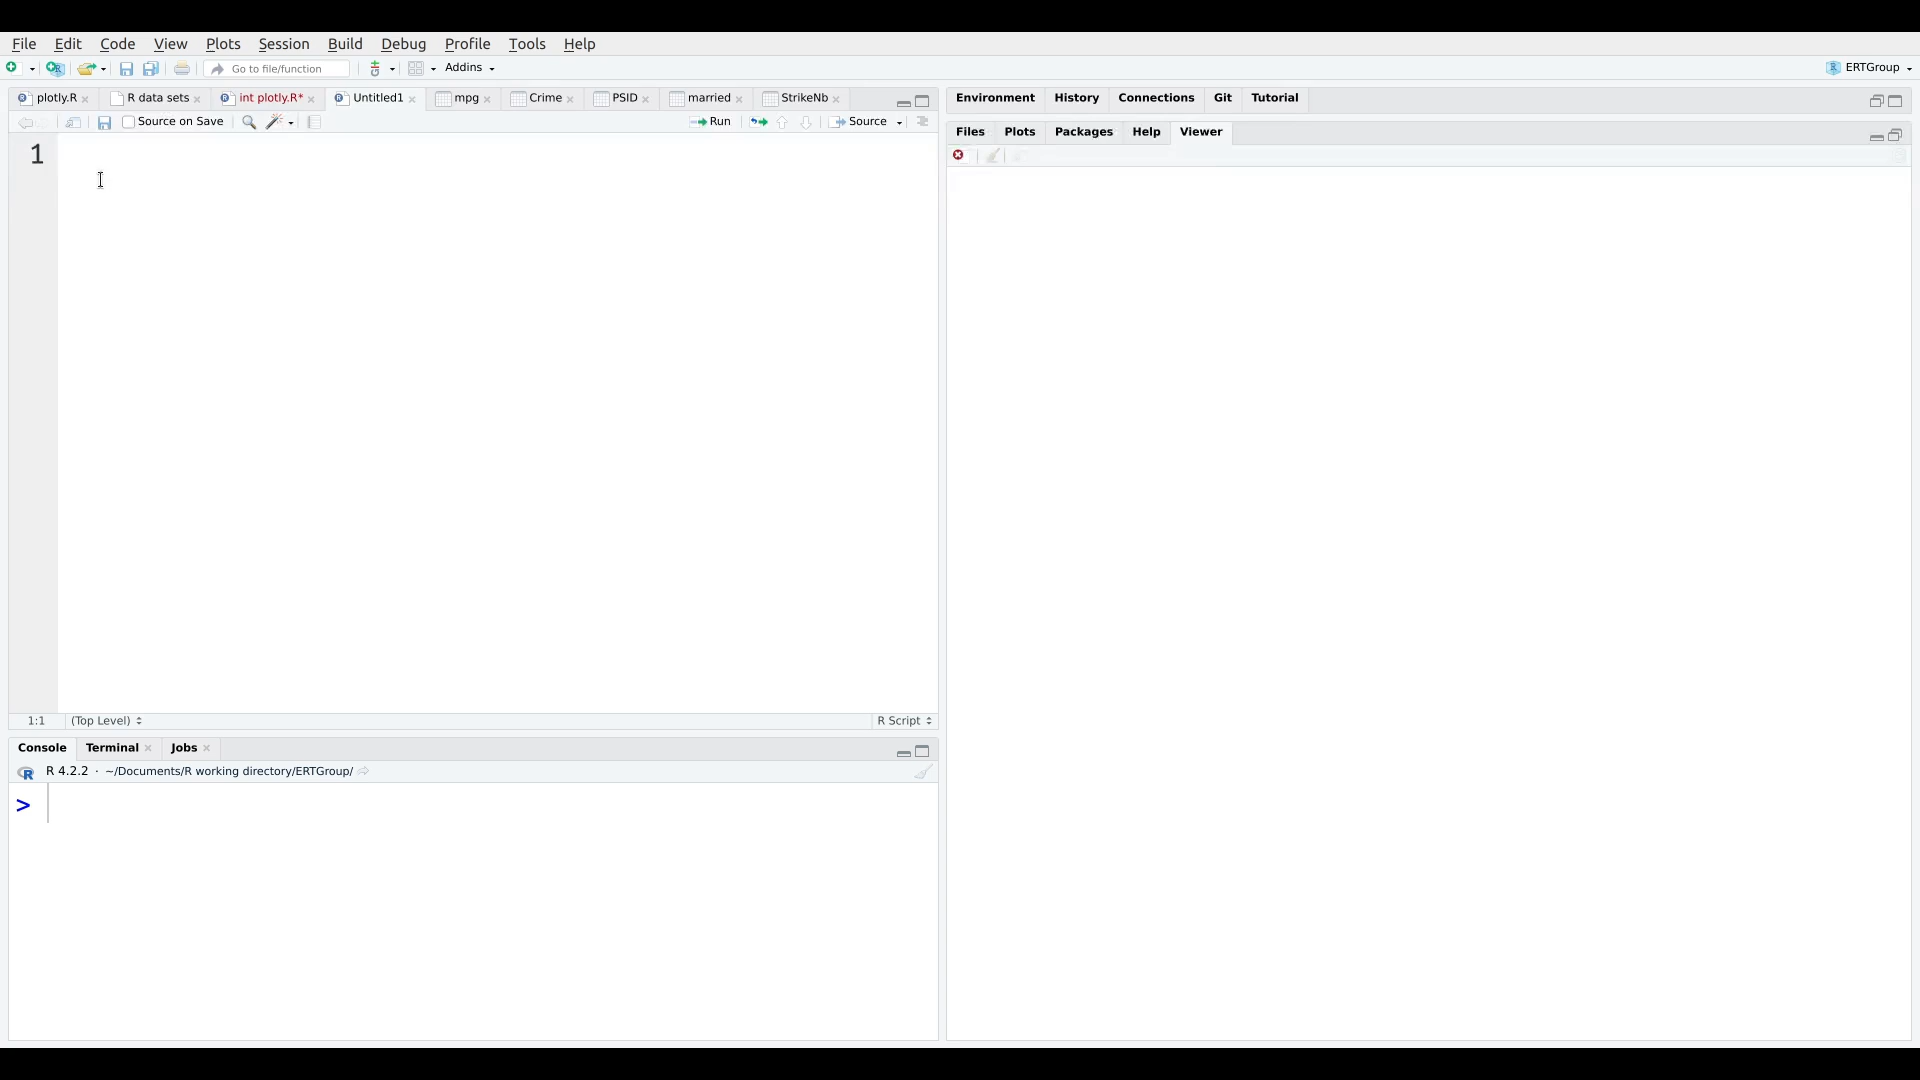 File Edit Code View Plots Session Build Debug Profile Tools Help
Go to file/function Addins ERTGroup
plotly.R R data sets int plotly.R* Untitled1 mpg Crime PSID married StrikeNb
Source on Save Run Source
1
1:1 (Top Level) R Script
Console Terminal Jobs
R 4.2.2 · ~/Documents/R working directory/ERTGroup/
>
Environment History Connections Git Tutorial
Files Plots Packages Help Viewer